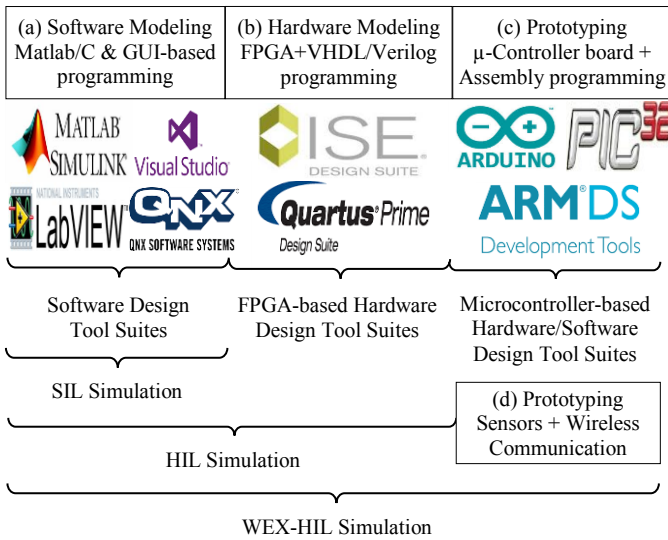 (a) Software Modeling
Matlab/C & GUI-based
programming
(b) Hardware Modeling
FPGA+VHDL/Verilog
programming
(c) Prototyping
µ-Controller board +
Assembly programming
MATLAB
SIMULINK
Visual Studio
NATIONAL INSTRUMENTS
LabVIEW
QNX
QNX SOFTWARE SYSTEMS
ISE
DESIGN SUITE
Quartus Prime
Design Suite
ARDUINO
PIC32
ARM DS
Development Tools
Software Design
Tool Suites
FPGA-based Hardware
Design Tool Suites
Microcontroller-based
Hardware/Software
Design Tool Suites
SIL Simulation
(d) Prototyping
Sensors + Wireless
Communication
HIL Simulation
WEX-HIL Simulation